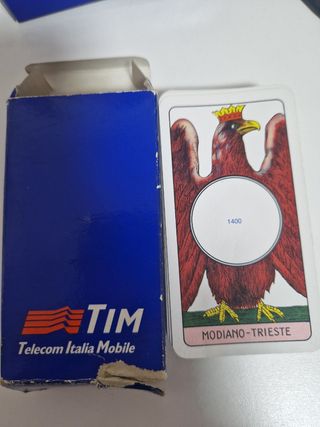 TIM
Telecom Italia Mobile
1400
MODIANO-TRIESTE